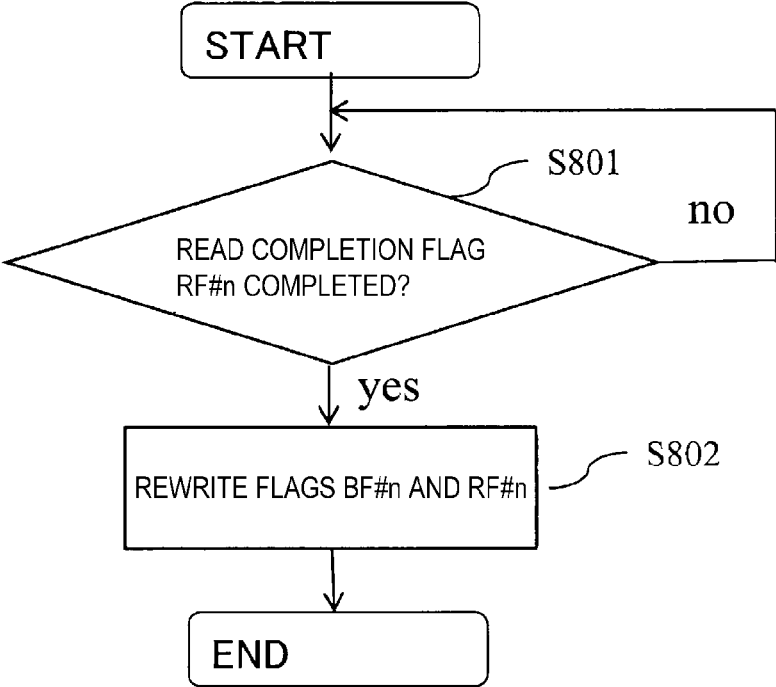 START
S801
no
READ COMPLETION FLAG
RF#n COMPLETED?
yes
S802
REWRITE FLAGS BF#n AND RF#n
END